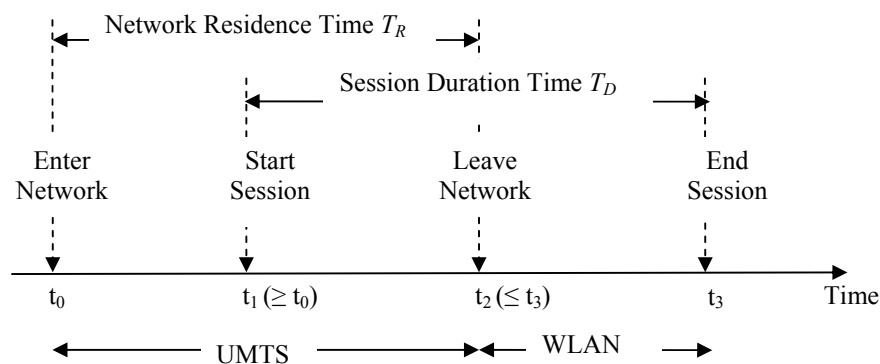 Network Residence Time T_R
Session Duration Time T_D
Enter Network
Start Session
Leave Network
End Session
t₀
t₁ (≥ t₀)
t₂ (≤ t₃)
t₃
Time
UMTS
WLAN